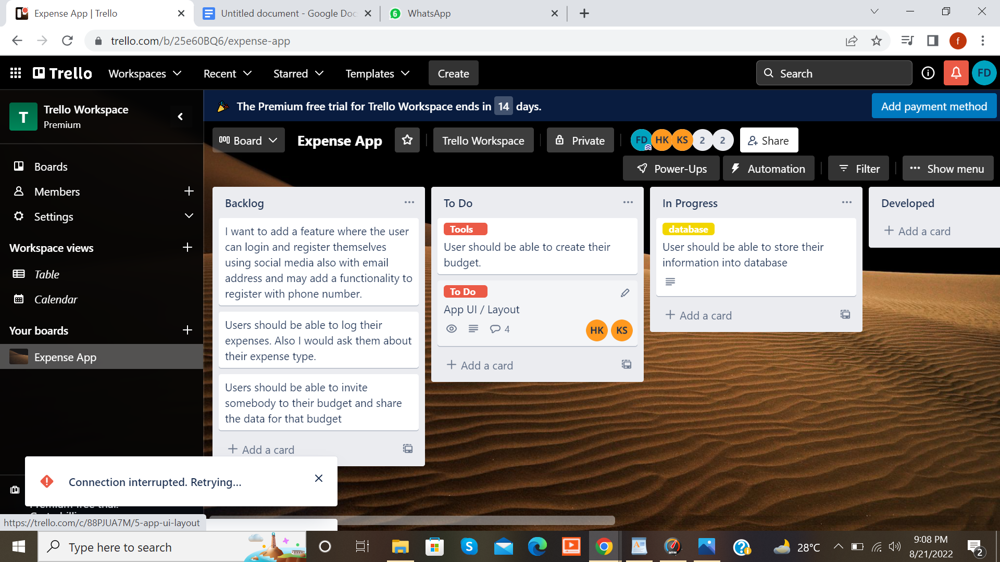 Expense App | Trello
Untitled document - Google Doc
6
WhatsApp
trello.com/b/25e60BQ6/expense-app
f
Trello
Workspaces
Recent
Starred
Templates
Create
Search
FD
T
Trello Workspace
Premium
The Premium free trial for Trello Workspace ends in 14 days.
Add payment method
Board
Expense App
Trello Workspace
Private
FD
HK
KS
2
2
Share
Power-Ups
Automation
Filter
Show menu
Boards
Members
Settings
Workspace views
Table
Calendar
Your boards
Expense App
Backlog
I want to add a feature where the user
can login and register themselves
using social media also with email
address and may add a functionality to
register with phone number.
Users should be able to log their
expenses. Also I would ask them about
their expense type.
Users should be able to invite
somebody to their budget and share
the data for that budget
Add a card
To Do
Tools
User should be able to create their
budget.
To Do
App UI / Layout
4
HK
KS
Add a card
In Progress
database
User should be able to store their
information into database
Add a card
Developed
Add a card
Connection interrupted. Retrying...
https://trello.com/c/88PJUA7M/5-app-ui-layout
Type here to search
WPM
28°C
9:08 PM
8/21/2022
2